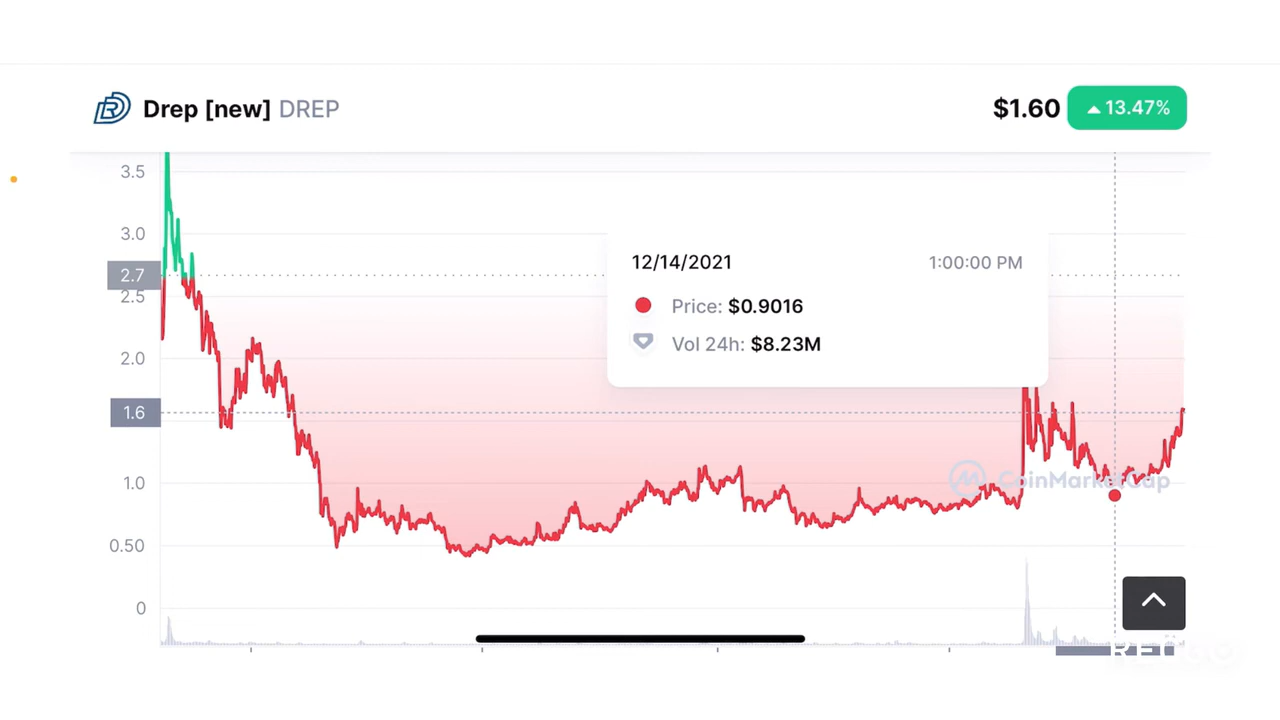 Drep [new] DREP
$1.60 13.47%
3.5
3.0
2.7
2.5
2.0
1.6
1.0
0.50
0
12/14/2021 1:00:00 PM
Price: $0.9016
Vol 24h: $8.23M
CoinMarketCap